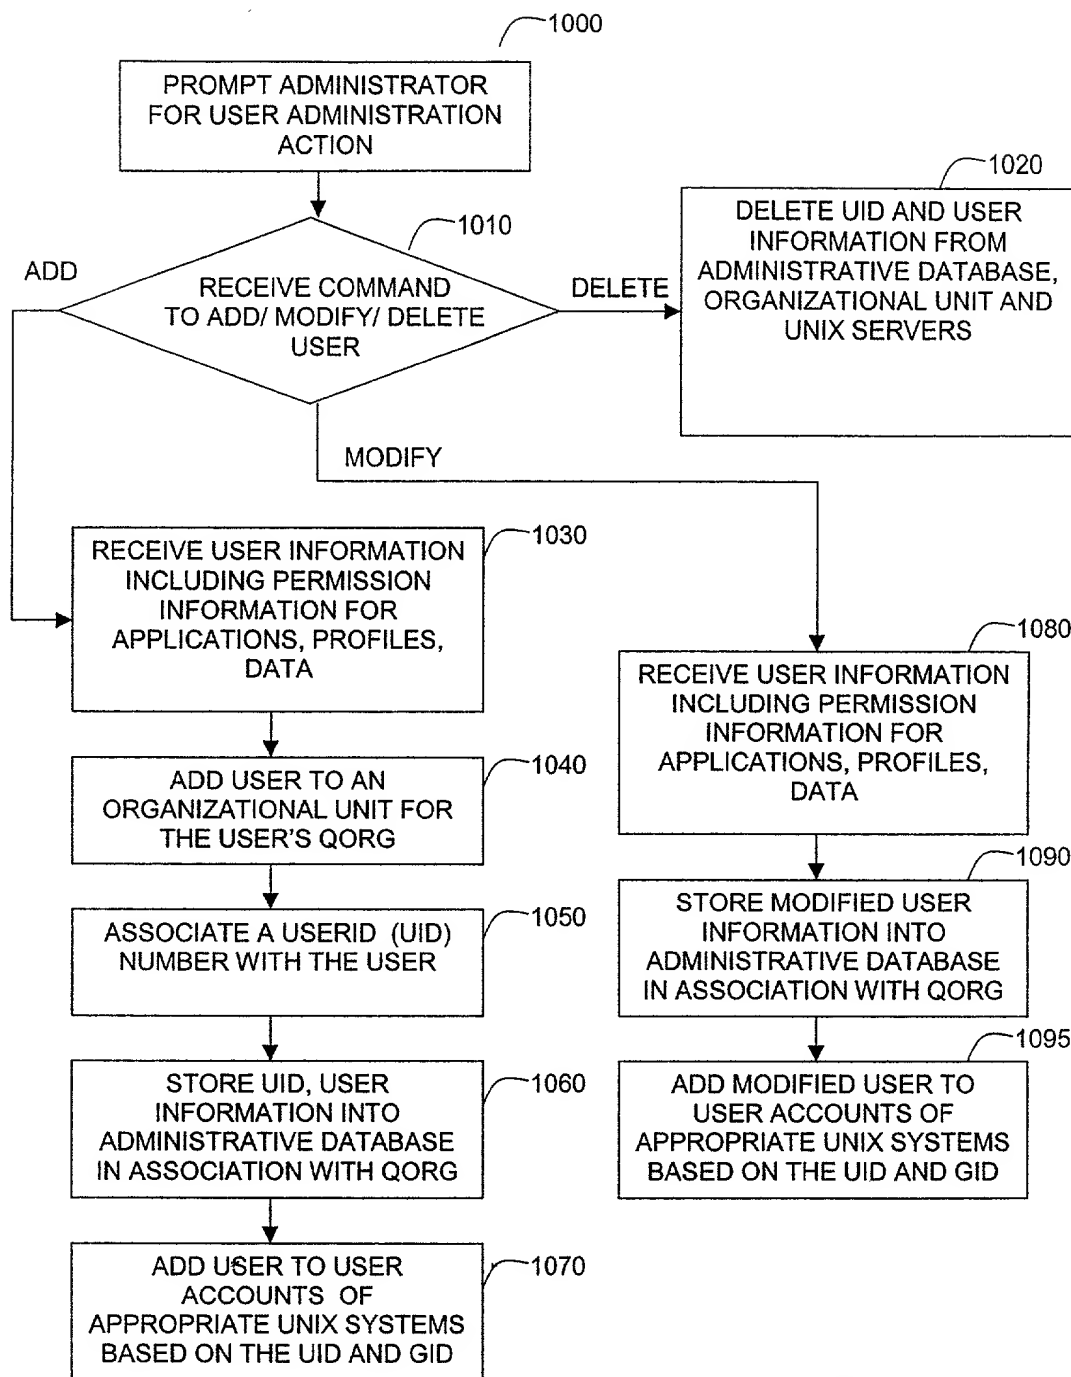 1000
PROMPT ADMINISTRATOR
FOR USER ADMINISTRATION
ACTION
1010
ADD
RECEIVE COMMAND
TO ADD/ MODIFY/ DELETE
USER
DELETE
1020
DELETE UID AND USER
INFORMATION FROM
ADMINISTRATIVE DATABASE,
ORGANIZATIONAL UNIT AND
UNIX SERVERS
MODIFY
1030
RECEIVE USER INFORMATION
INCLUDING PERMISSION
INFORMATION FOR
APPLICATIONS, PROFILES,
DATA
1040
ADD USER TO AN
ORGANIZATIONAL UNIT FOR
THE USER'S QORG
1050
ASSOCIATE A USERID (UID)
NUMBER WITH THE USER
1060
STORE UID, USER
INFORMATION INTO
ADMINISTRATIVE DATABASE
IN ASSOCIATION WITH QORG
1070
ADD USER TO USER
ACCOUNTS OF
APPROPRIATE UNIX SYSTEMS
BASED ON THE UID AND GID
1080
RECEIVE USER INFORMATION
INCLUDING PERMISSION
INFORMATION FOR
APPLICATIONS, PROFILES,
DATA
1090
STORE MODIFIED USER
INFORMATION INTO
ADMINISTRATIVE DATABASE
IN ASSOCIATION WITH QORG
1095
ADD MODIFIED USER TO
USER ACCOUNTS OF
APPROPRIATE UNIX SYSTEMS
BASED ON THE UID AND GID